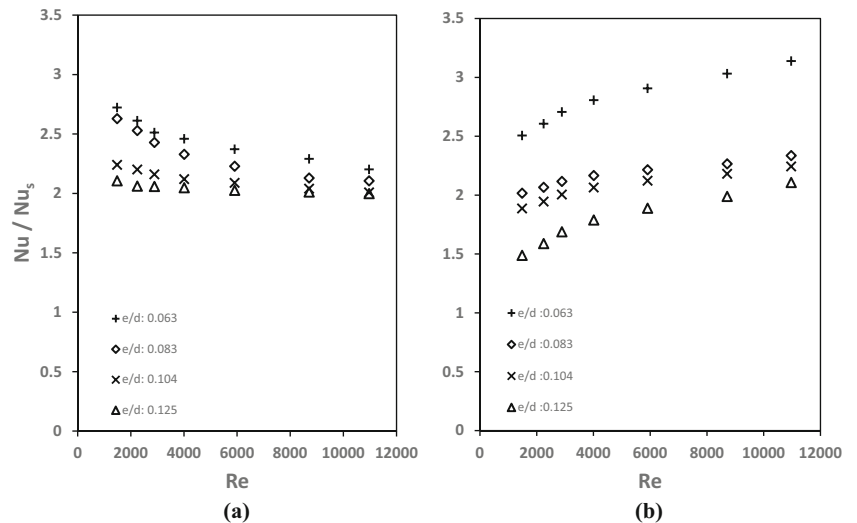 3.5
3
2.5
2
1.5
1
0.5
0
Nu / Nus
e/d: 0.063
e/d: 0.083
e/d: 0.104
e/d: 0.125
0 2000 4000 6000 8000 10000 12000
Re
(a)
3.5
3
2.5
2
1.5
1
0.5
0
e/d :0.063
e/d :0.083
e/d :0.104
e/d :0.125
0 2000 4000 6000 8000 10000 12000
Re
(b)